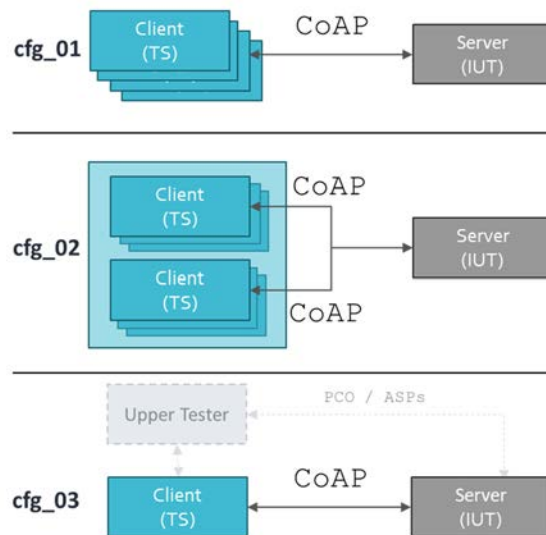 cfg_01
Client
(TS)
CoAP
Server
(IUT)
cfg_02
Client
(TS)
CoAP
Client
(TS)
CoAP
Server
(IUT)
cfg_03
Upper Tester
PCO / ASPs
Client
(TS)
CoAP
Server
(IUT)